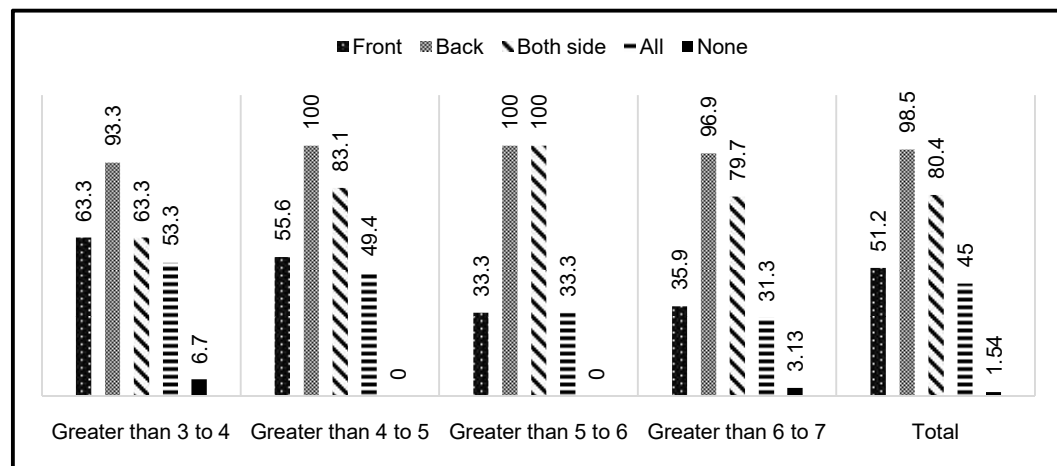 Front Back Both side All None
63.3 93.3 63.3 53.3 6.7
55.6 100 83.1 49.4 0
33.3 100 100 33.3 0
35.9 96.9 79.7 31.3 3.13
51.2 98.5 80.4 45 1.54
Greater than 3 to 4 Greater than 4 to 5 Greater than 5 to 6 Greater than 6 to 7 Total